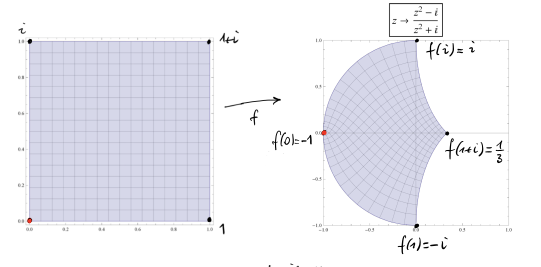 z → (z² − i)/(z² + i)
i
1+i
1.0
0.8
0.6
0.4
0.2
0.0
0.0 0.2 0.4 0.6 0.8 1.0
1
f
1.0
0.5
0.0
−0.5
−1.0
−1.0 −0.5 0.0 0.5 1.0
f(i)=i
f(0)=-1
f(1+i)=1/3
f(1)=-i